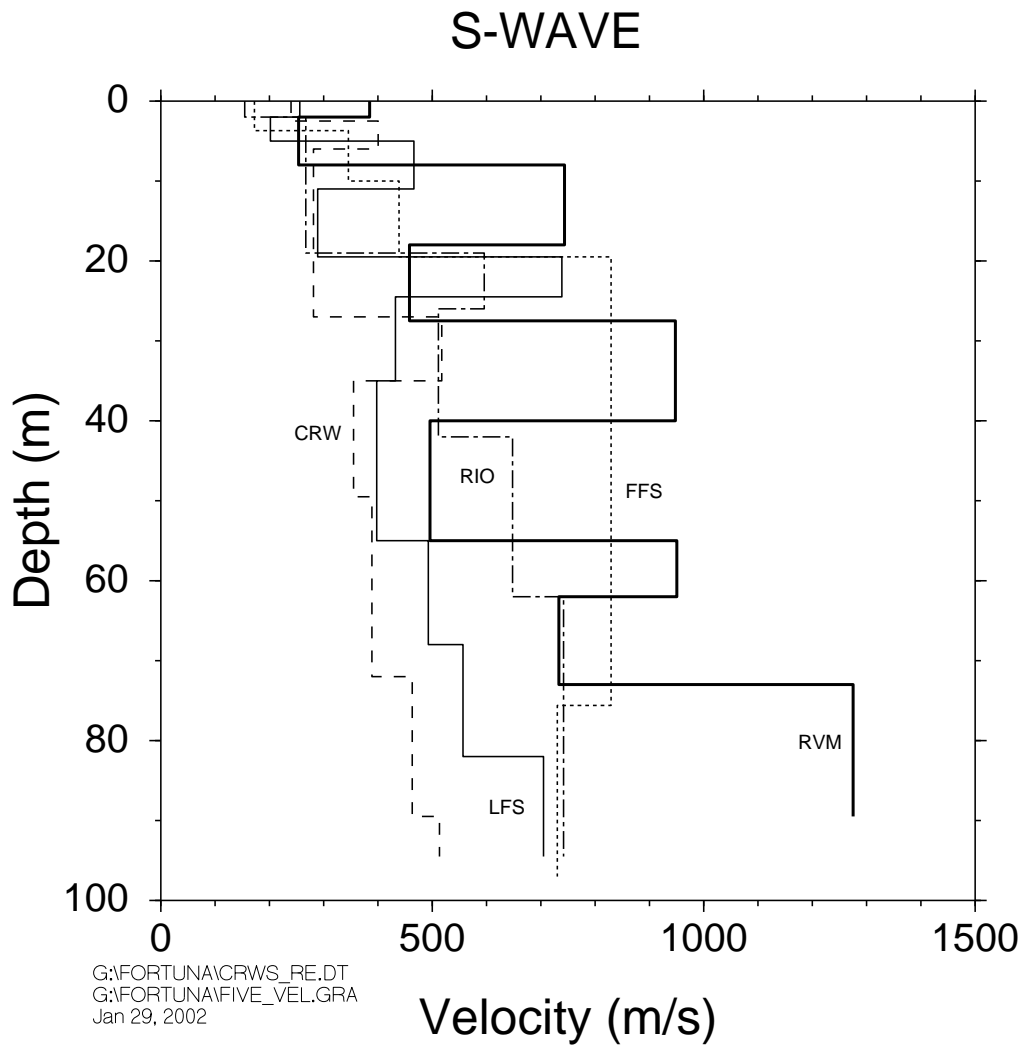 S-WAVE
0
20
40
60
80
100
Depth (m)
CRW
RIO
FFS
RVM
LFS
0 500 1000 1500
Velocity (m/s)
G:\FORTUNA\CRWS_RE.DT
G:\FORTUNA\FIVE_VEL.GRA
Jan 29, 2002